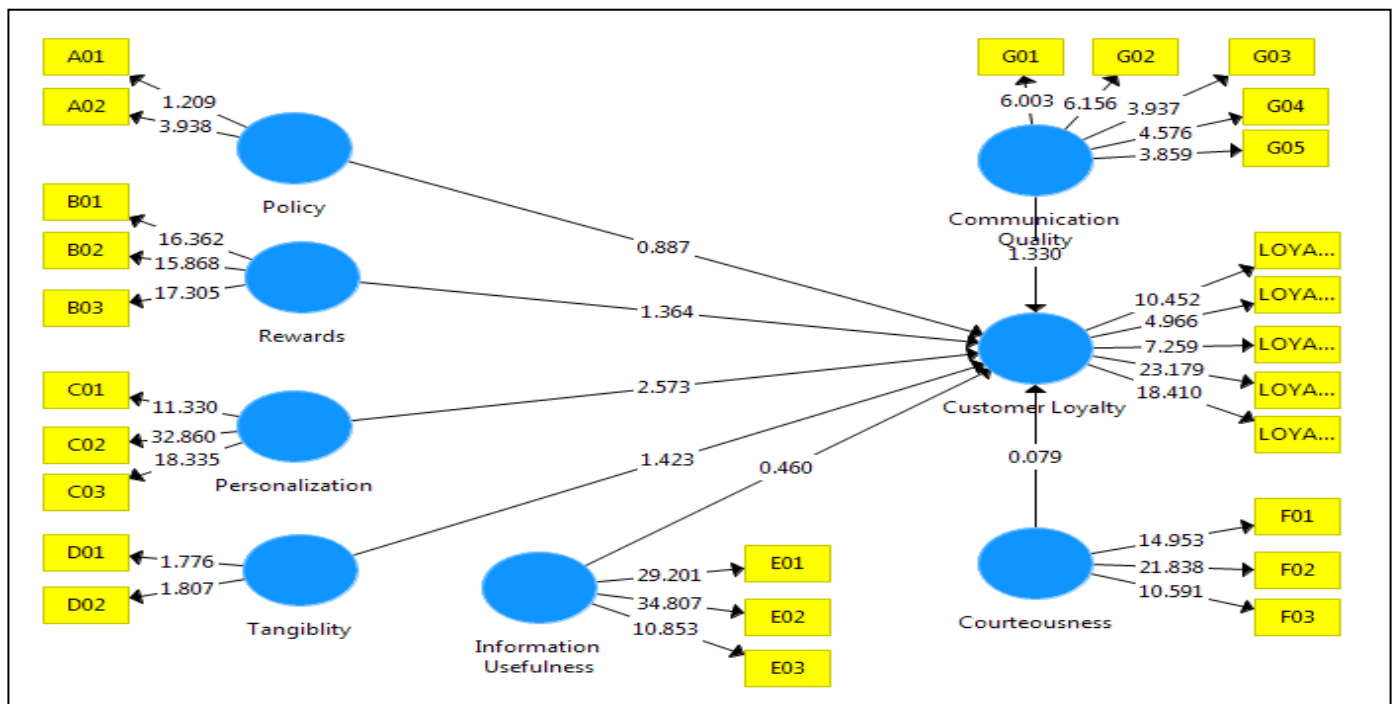 A01
A02
1.209
3.938
Policy
B01
B02
B03
16.362
15.868
17.305
Rewards
C01
C02
C03
11.330
32.860
18.335
Personalization
D01
D02
1.776
1.807
Tangiblity
0.887
1.364
2.573
1.423
0.460
Information
Usefulness
29.201
34.807
10.853
E01
E02
E03
G01
G02
G03
G04
G05
6.003
6.156
3.937
4.576
3.859
Communication
Quality
1.330
Customer Loyalty
10.452
4.966
7.259
23.179
18.410
LOYA...
LOYA...
LOYA...
LOYA...
LOYA...
0.079
Courteousness
14.953
21.838
10.591
F01
F02
F03